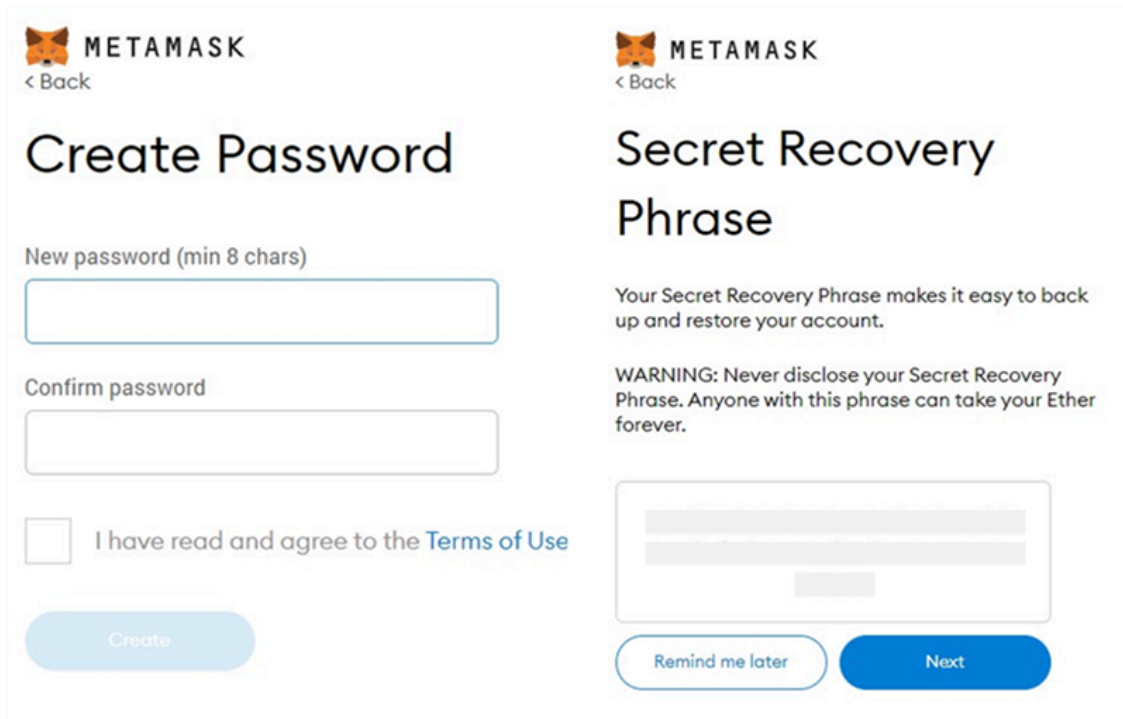 METAMASK
< Back
Create Password
New password (min 8 chars)
Confirm password
I have read and agree to the Terms of Use
Create
METAMASK
< Back
Secret Recovery
Phrase
Your Secret Recovery Phrase makes it easy to back
up and restore your account.
WARNING: Never disclose your Secret Recovery
Phrase. Anyone with this phrase can take your Ether
forever.
Remind me later
Next